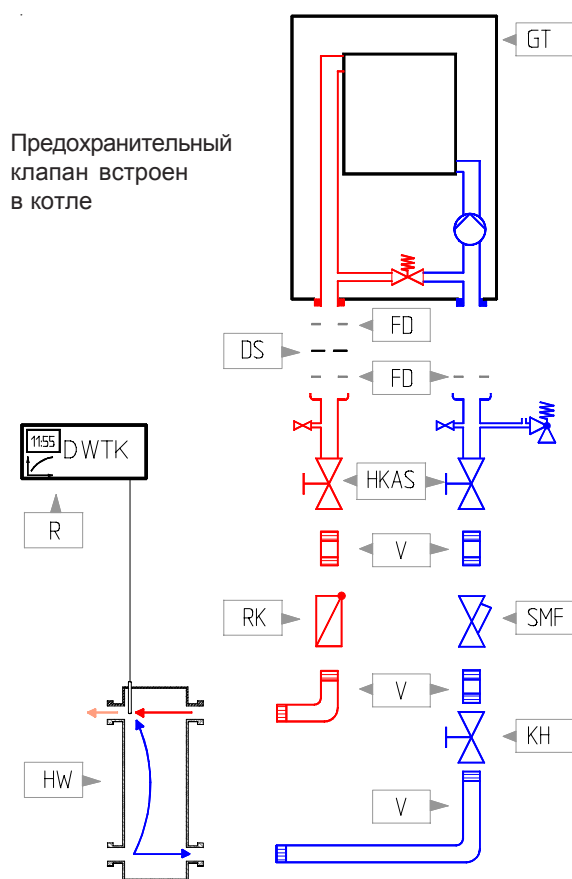 GT
Предохранительный
клапан встроен
в котле
FD
DS
FD
11:55 DWTK
HKAS
R
V
RK
SMF
V
KH
HW
V